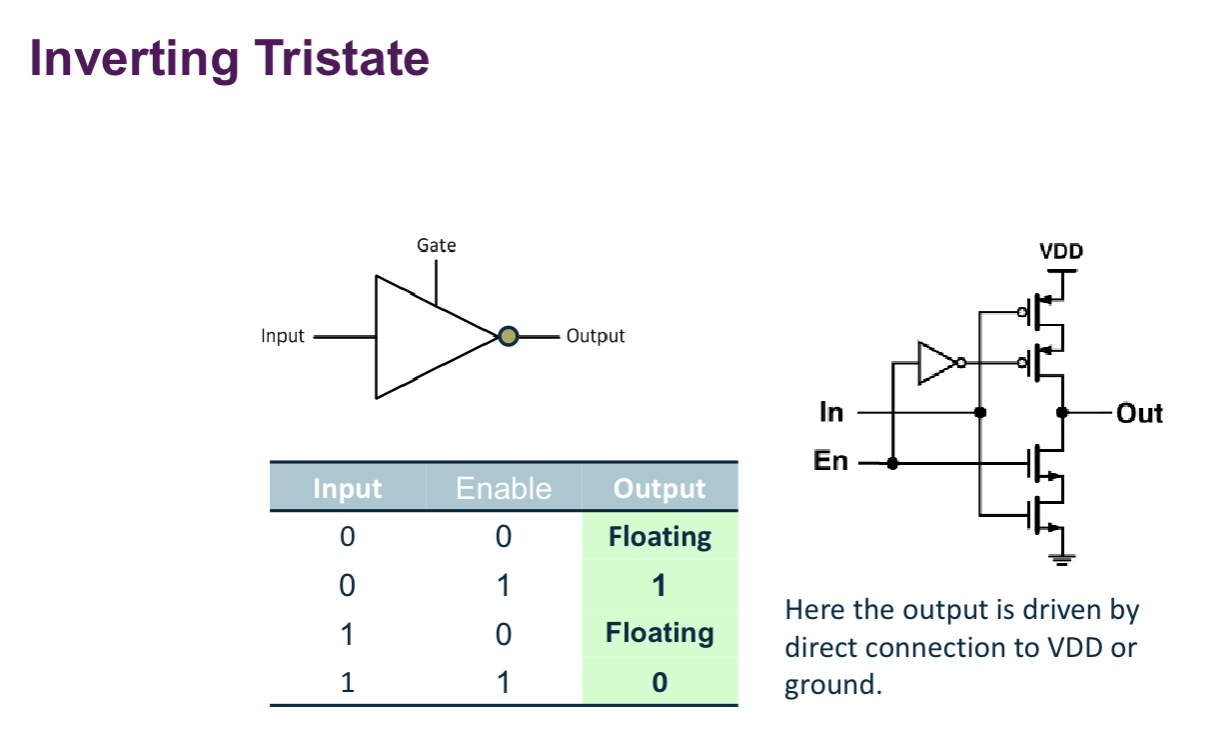 Inverting Tristate
Gate
Input
Output
VDD
In
Out
En
Input Enable Output
0 0 Floating
0 1 1
1 0 Floating
1 1 0
Here the output is driven by
direct connection to VDD or
ground.